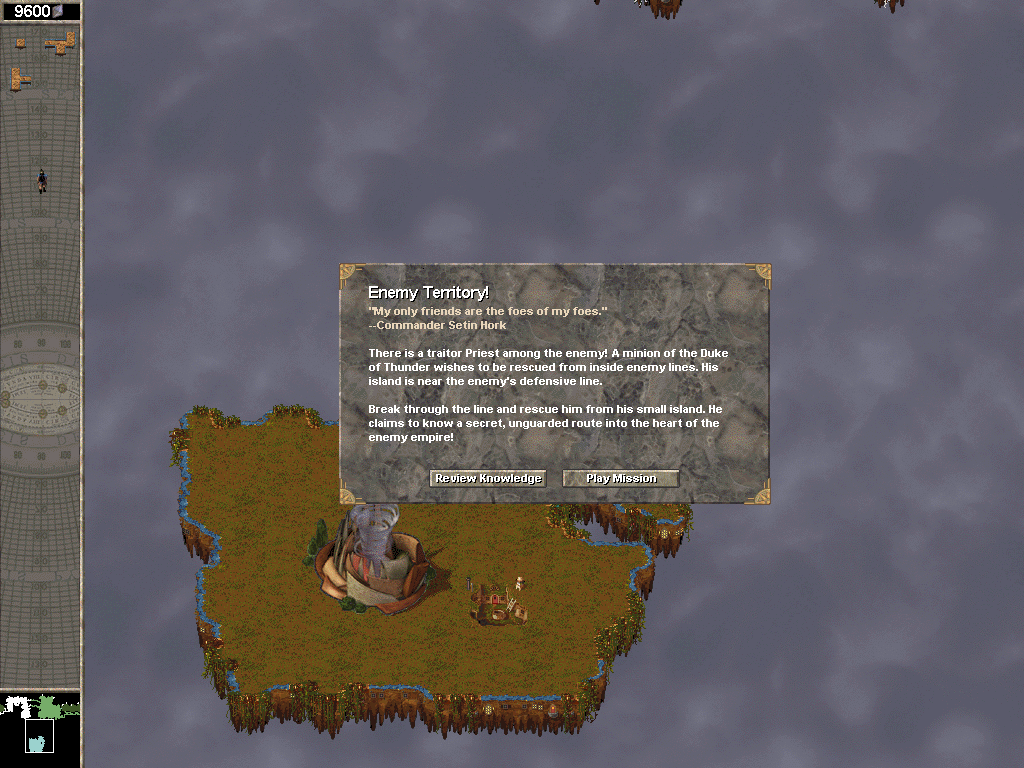 9600
Enemy Territory!
"My only friends are the foes of my foes."
--Commander Setin Hork
There is a traitor Priest among the enemy! A minion of the Duke
of Thunder wishes to be rescued from inside enemy lines. His
island is near the enemy's defensive line.
Break through the line and rescue him from his small island. He
claims to know a secret, unguarded route into the heart of the
enemy empire!
Review Knowledge
Play Mission